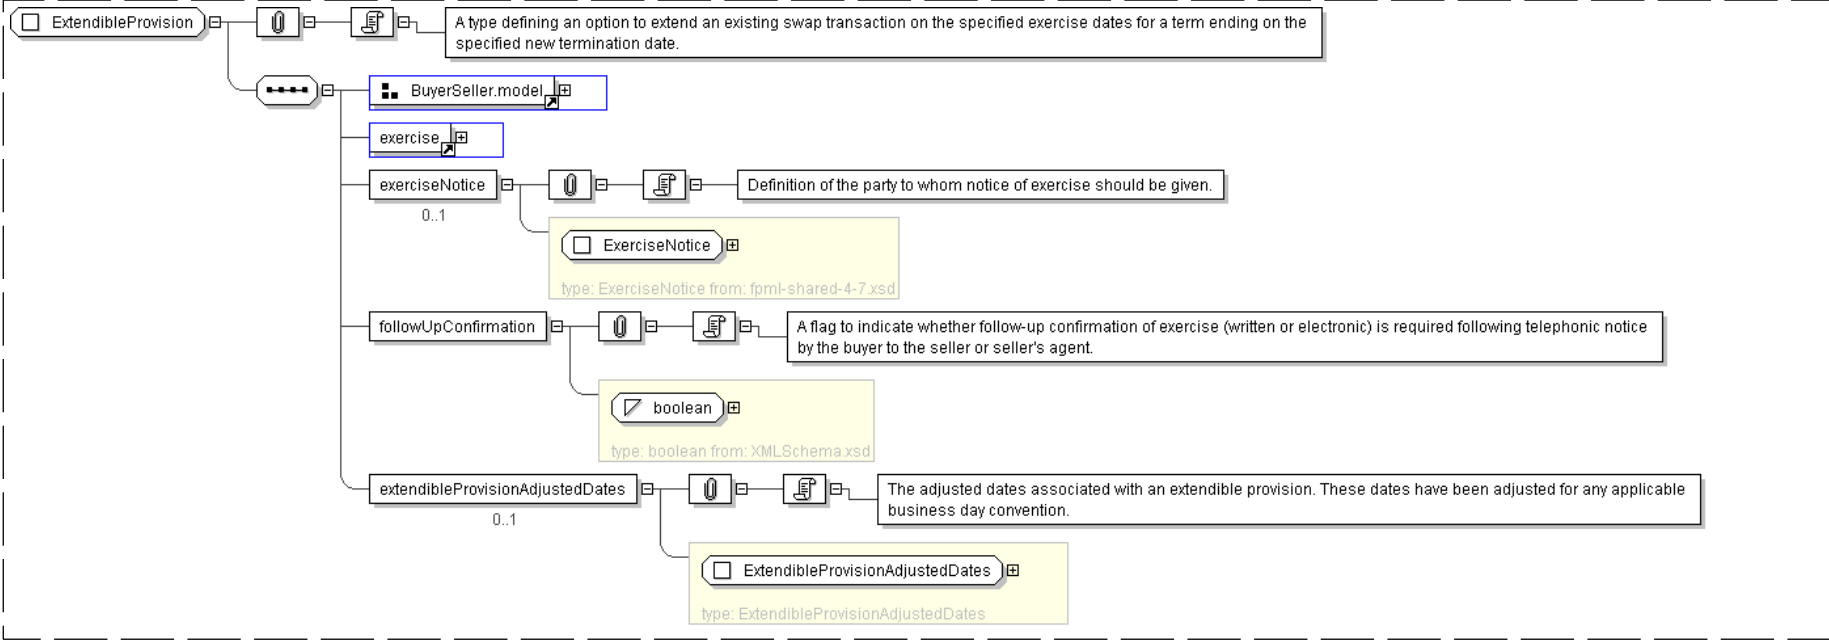 ExtendibleProvision
A type defining an option to extend an existing swap transaction on the specified exercise dates for a term ending on the
specified new termination date.
BuyerSeller.model
exercise
exerciseNotice
Definition of the party to whom notice of exercise should be given.
0..1
ExerciseNotice
type: ExerciseNotice from: fpml-shared-4-7.xsd
followUpConfirmation
A flag to indicate whether follow-up confirmation of exercise (written or electronic) is required following telephonic notice
by the buyer to the seller or seller's agent.
boolean
type: boolean from: XMLSchema.xsd
extendibleProvisionAdjustedDates
The adjusted dates associated with an extendible provision. These dates have been adjusted for any applicable
business day convention.
0..1
ExtendibleProvisionAdjustedDates
type: ExtendibleProvisionAdjustedDates